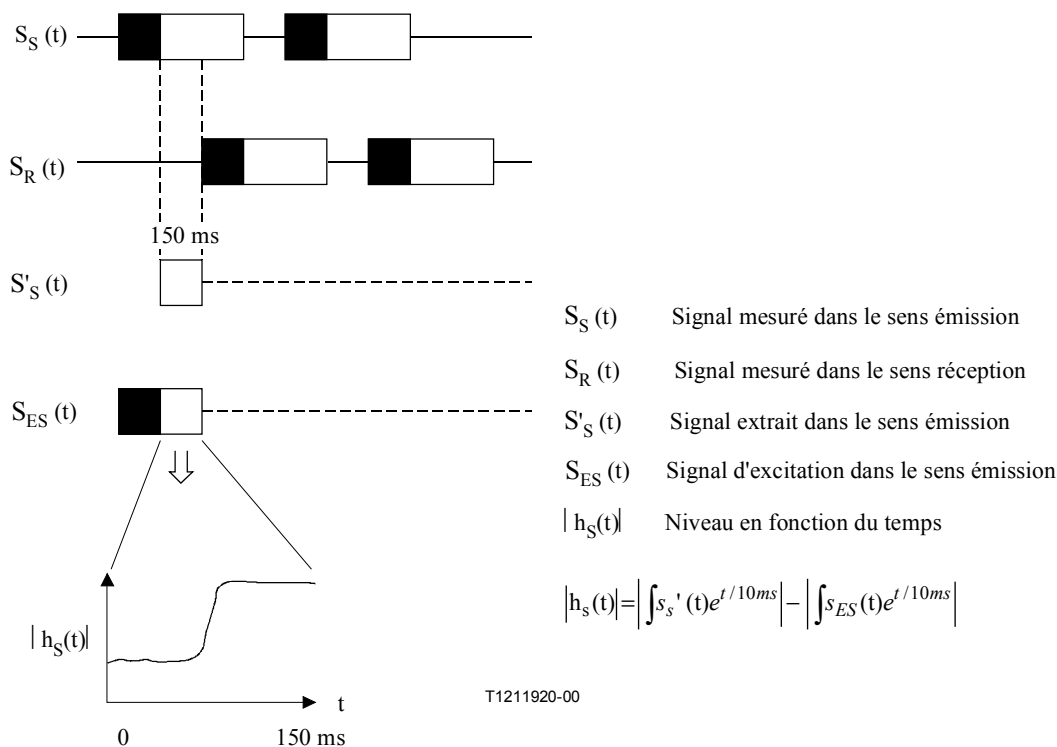 S_S (t)
S_R (t)
150 ms
S'_S (t)
S_ES (t)
S_S (t) Signal mesuré dans le sens émission
S_R (t) Signal mesuré dans le sens réception
S'_S (t) Signal extrait dans le sens émission
S_ES (t) Signal d'excitation dans le sens émission
| h_S(t)| Niveau en fonction du temps
|h_s(t)|=|∫s_s'(t)e^{t/10ms}|−|∫s_ES(t)e^{t/10ms}|
| h_S(t)|
t
0 150 ms
T1211920-00